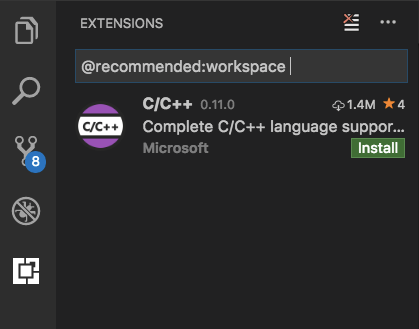 EXTENSIONS
@recommended:workspace
C/C++ 0.11.0 1.4M 4
C/C++ Complete C/C++ language suppor...
Microsoft Install
8